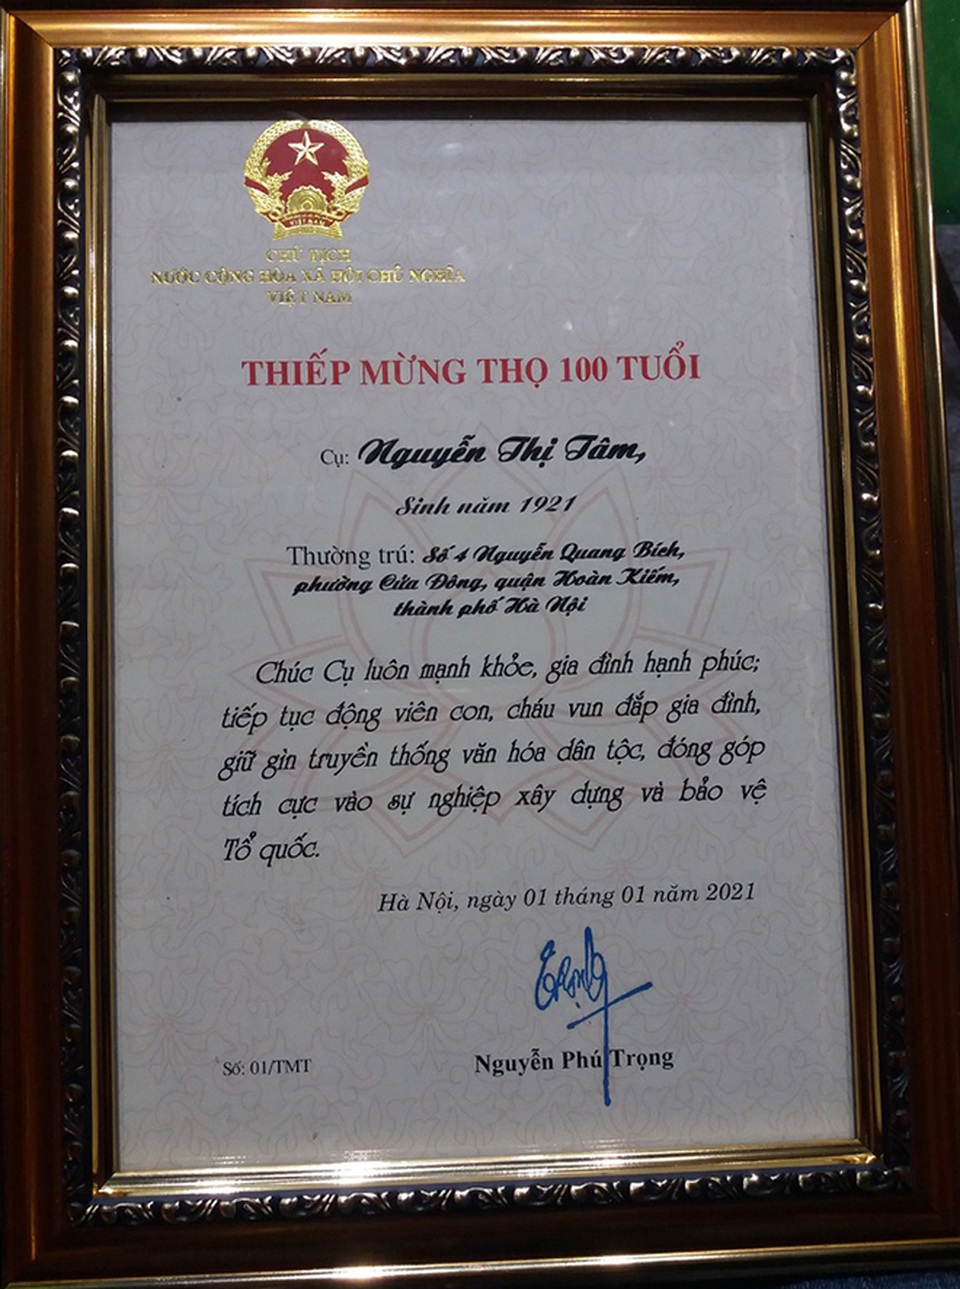 CHỦ TỊCH
NƯỚC CỘNG HÒA XÃ HỘI CHỦ NGHĨA
VIỆT NAM
THIẾP MỪNG THỌ 100 TUỔI
Cụ: Nguyễn Thị Tâm,
Sinh năm 1921
Thường trú: Số 4 Nguyễn Quang Bích,
phường Cửa Đông, quận Hoàn Kiếm,
thành phố Hà Nội
Chúc Cụ luôn mạnh khỏe, gia đình hạnh phúc;
tiếp tục động viên con, cháu vun đắp gia đình,
giữ gìn truyền thống văn hóa dân tộc, đóng góp
tích cực vào sự nghiệp xây dựng và bảo vệ
Tổ quốc.
Hà Nội, ngày 01 tháng 01 năm 2021
Số: 01/TMT
Nguyễn Phú Trọng